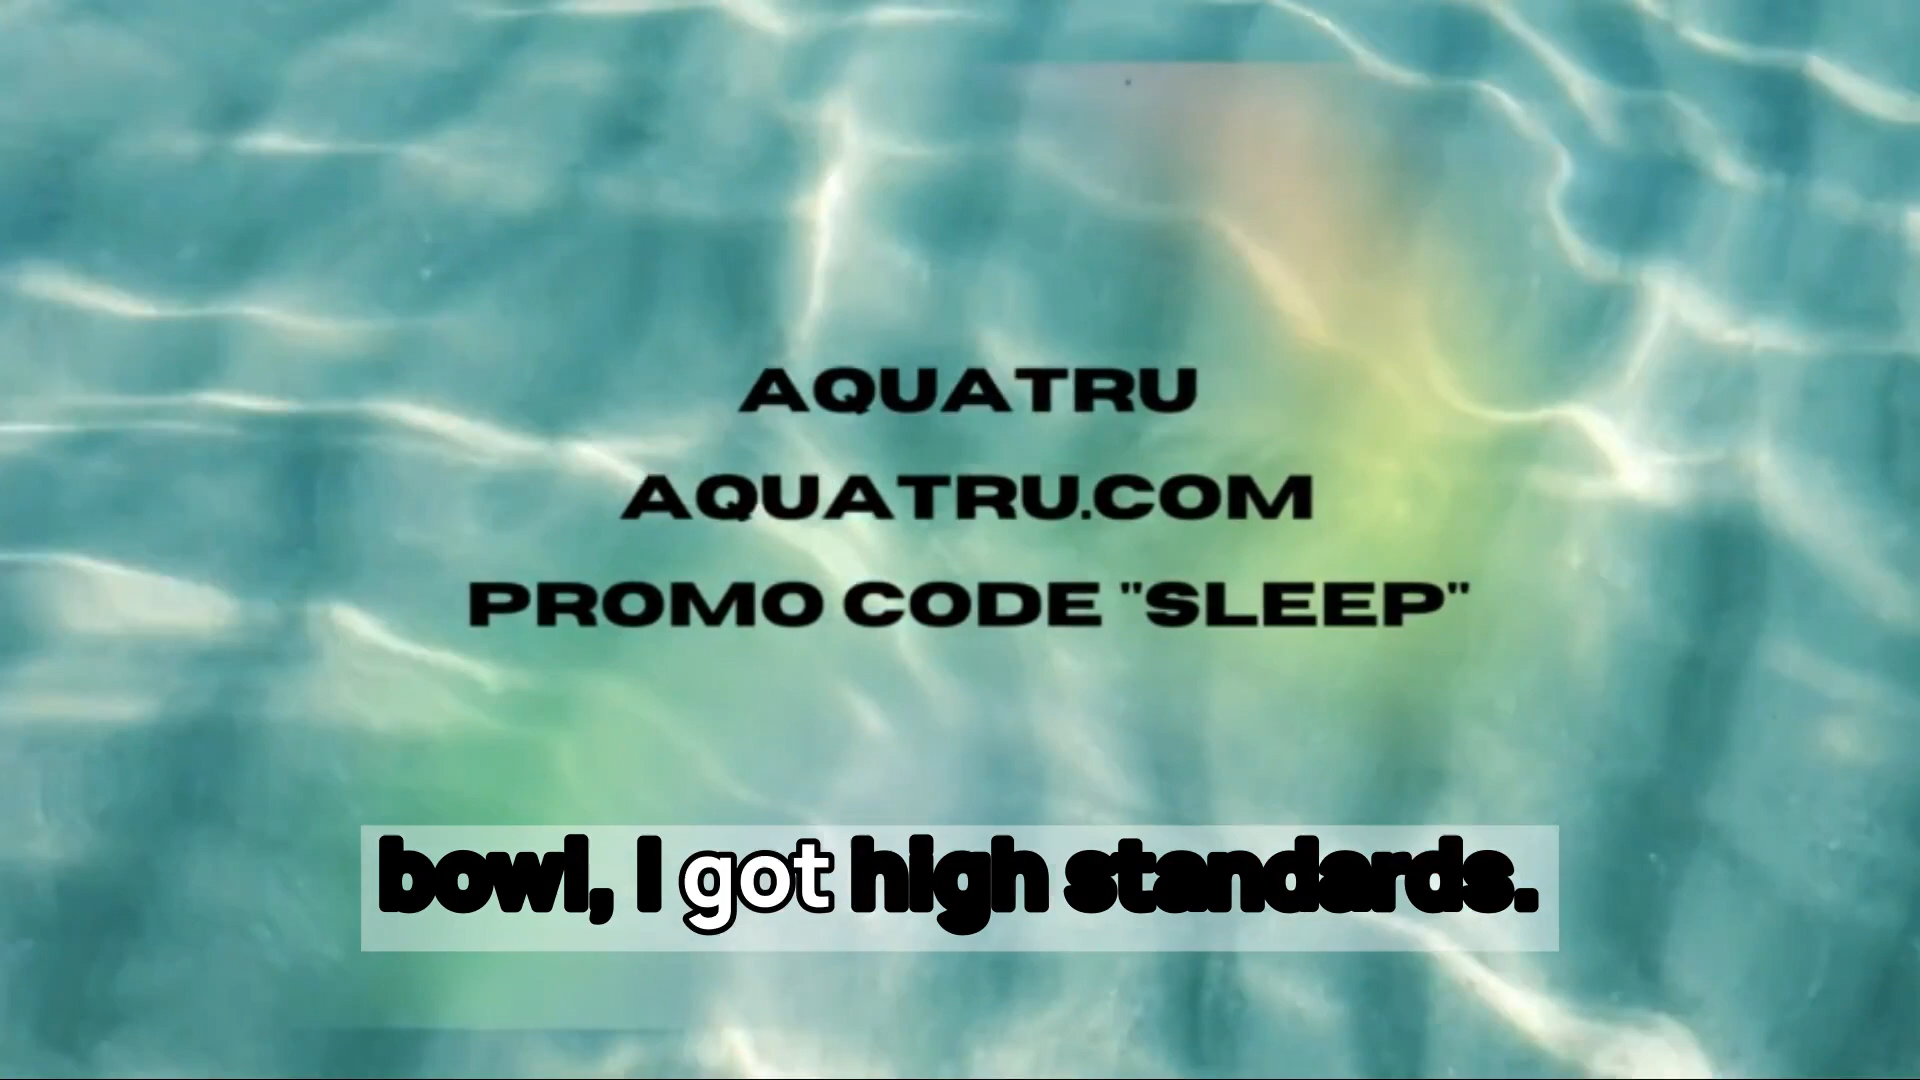 AQUATRU
AQUATRU.COM
PROMO CODE "SLEEP"
bowl, I got high standards.